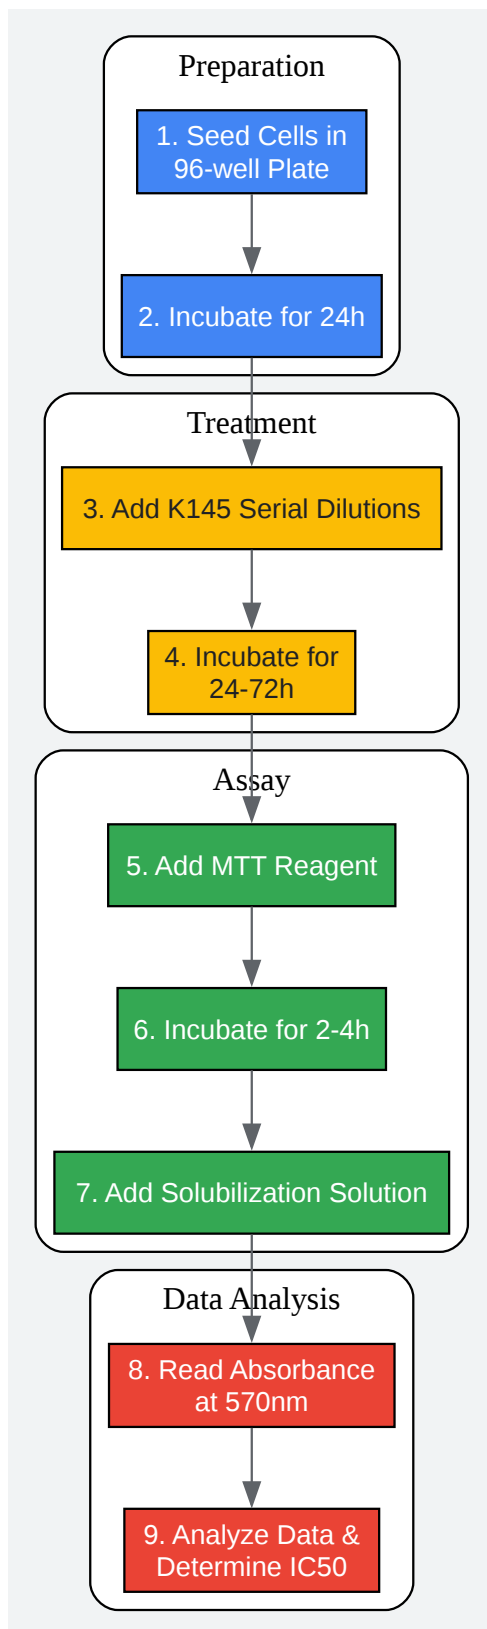 Preparation
1. Seed Cells in
96-well Plate
2. Incubate for 24h
Treatment
3. Add K145 Serial Dilutions
4. Incubate for
24-72h
Assay
5. Add MTT Reagent
6. Incubate for 2-4h
7. Add Solubilization Solution
Data Analysis
8. Read Absorbance
at 570nm
9. Analyze Data &
Determine IC50